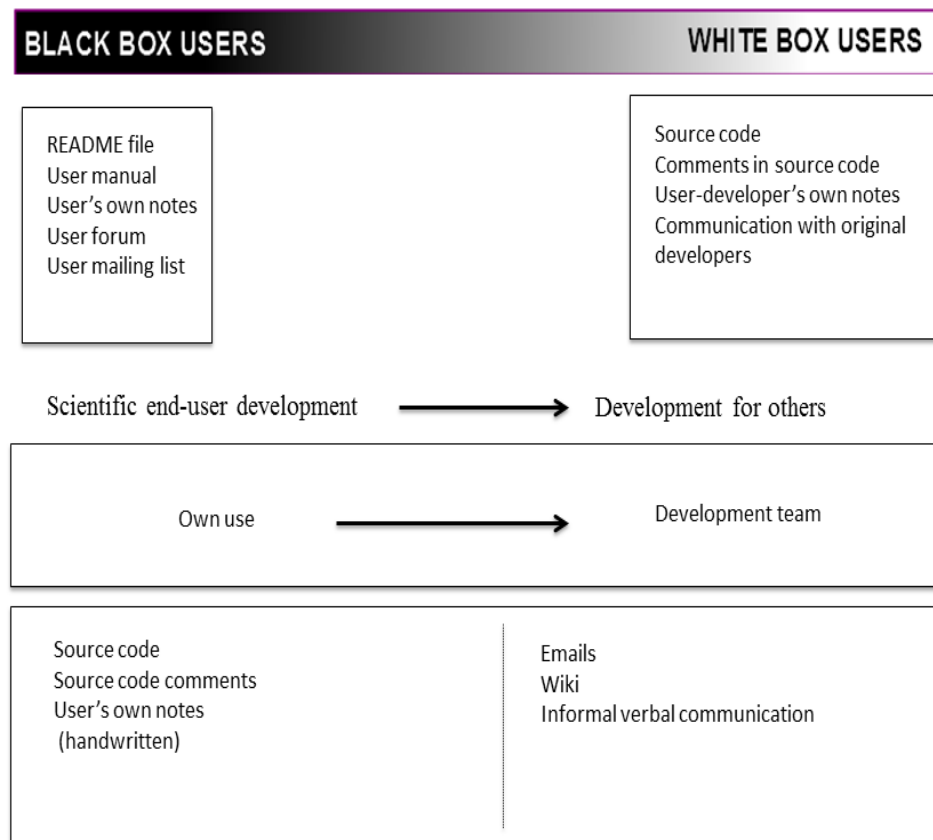 BLACK BOX USERS
WHITE BOX USERS
README file
User manual
User's own notes
User forum
User mailing list
Source code
Comments in source code
User-developer's own notes
Communication with original
developers
Scientific end-user development
Development for others
Own use
Development team
Source code
Source code comments
User's own notes
(handwritten)
Emails
Wiki
Informal verbal communication